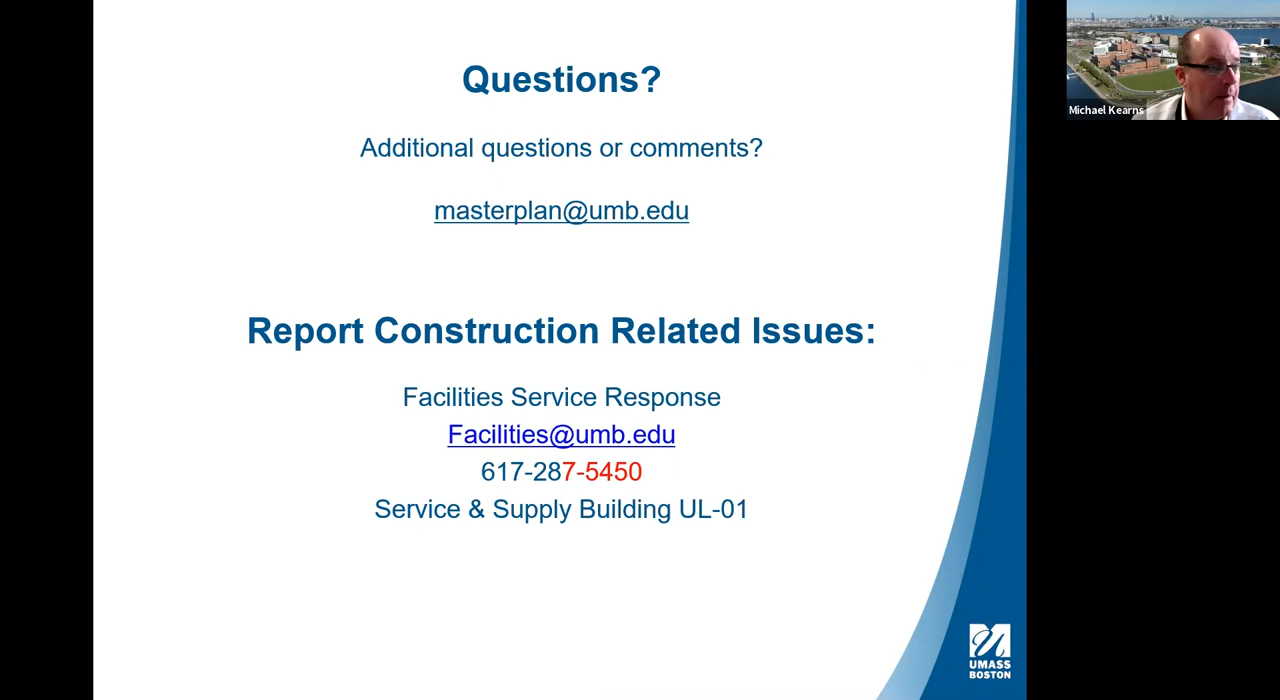 Questions?
Additional questions or comments?
masterplan@umb.edu
Report Construction Related Issues:
Facilities Service Response
Facilities@umb.edu
617-287-5450
Service & Supply Building UL-01
UMASS
BOSTON
Michael Kearns